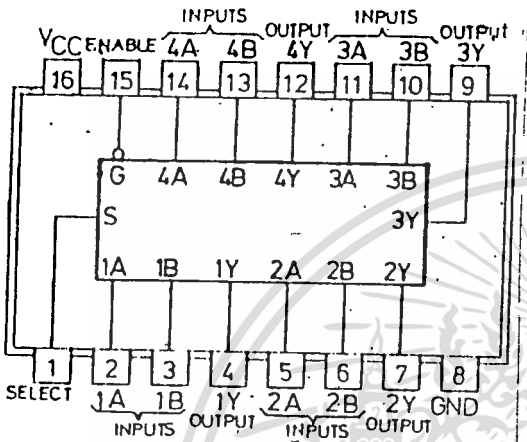 INPUTS INPUTS
VCC ENABLE 4A 4B OUTPUT 4Y 3A 3B OUTPUT 3Y
16 15 14 13 12 11 10 9
G 4A 4B 4Y 3A 3B
S 3Y
1A 1B 1Y 2A 2B 2Y
1 2 3 4 5 6 7 8
SELECT 1A 1B OUTPUT 1Y 2A 2B OUTPUT 2Y GND
INPUTS INPUTS